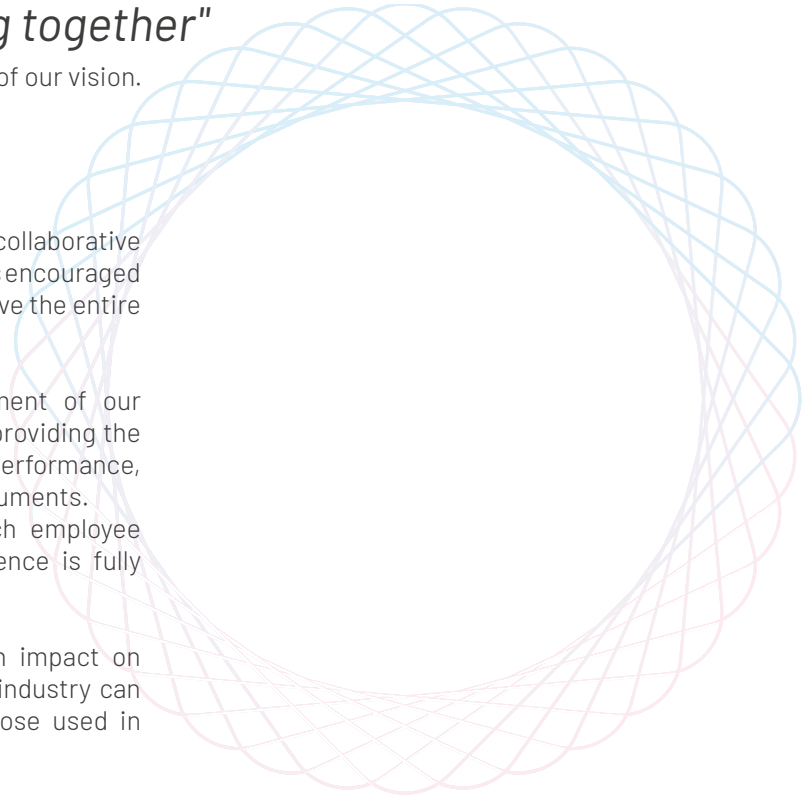 g together"
of our vision.
collaborative
encouraged
ve the entire
ment of our
providing the
erformance,
uments.
ch employee
ence is fully
n impact on
industry can
ose used in